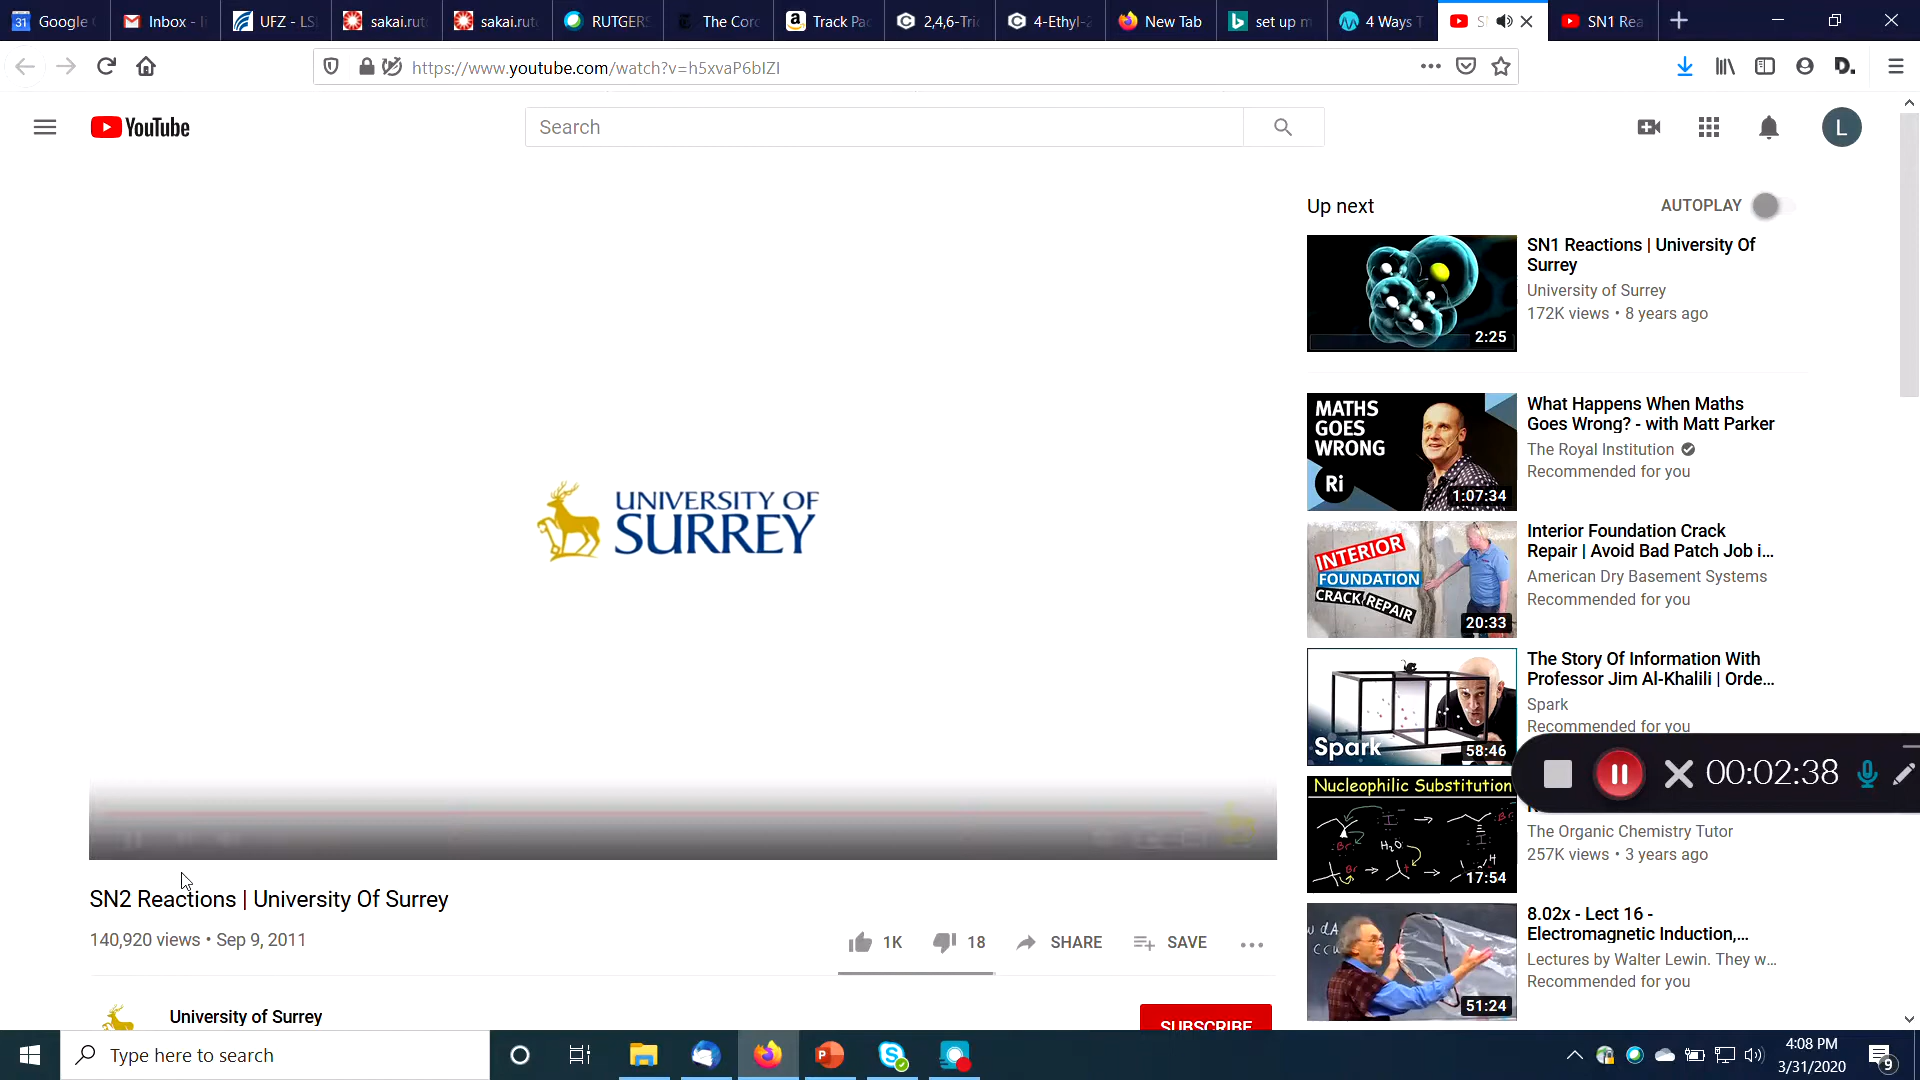 Google
Inbox - I
UFZ - LS
sakai.rut
sakai.rut
RUTGERS
The Coro
Track Pac
2,4,6-Tri
4-Ethyl-2
New Tab
set up m
4 Ways T
SN1 Rea
https://www.youtube.com/watch?v=h5xvaP6bIZI
YouTube
Search
L
UNIVERSITY OF
SURREY
SN2 Reactions | University Of Surrey
140,920 views • Sep 9, 2011
1K
18
SHARE
SAVE
University of Surrey
SUBSCRIBE
Up next
AUTOPLAY
2:25
SN1 Reactions | University Of
Surrey
University of Surrey
172K views • 8 years ago
MATHS
GOES
WRONG
Ri
1:07:34
What Happens When Maths
Goes Wrong? - with Matt Parker
The Royal Institution
Recommended for you
INTERIOR
FOUNDATION
CRACK REPAIR
20:33
Interior Foundation Crack
Repair | Avoid Bad Patch Job i...
American Dry Basement Systems
Recommended for you
Spark
58:46
The Story Of Information With
Professor Jim Al-Khalili | Orde...
Spark
Recommended for you
00:02:38
Nucleophilic Substitution
17:54
The Organic Chemistry Tutor
257K views • 3 years ago
51:24
8.02x - Lect 16 -
Electromagnetic Induction,...
Lectures by Walter Lewin. They w...
Recommended for you
Type here to search
4:08 PM
3/31/2020
9